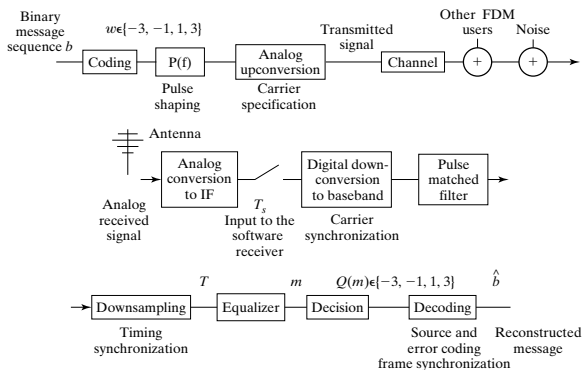 Binary
message
sequence b
w ϵ{−3, −1, 1, 3}
Coding
P(f)
Pulse
shaping
Analog
upconversion
Carrier
specification
Transmitted
signal
Channel
Other FDM
users
Noise
+
+
Antenna
Analog
received
signal
Analog
conversion
to IF
Ts
Input to the
software
receiver
Digital down-
conversion
to baseband
Carrier
synchronization
Pulse
matched
filter
Downsampling
Timing
synchronization
T
Equalizer
m
Decision
Q(m)ϵ{−3, −1, 1, 3}
Decoding
Source and
error coding
frame synchronization
b̂
Reconstructed
message